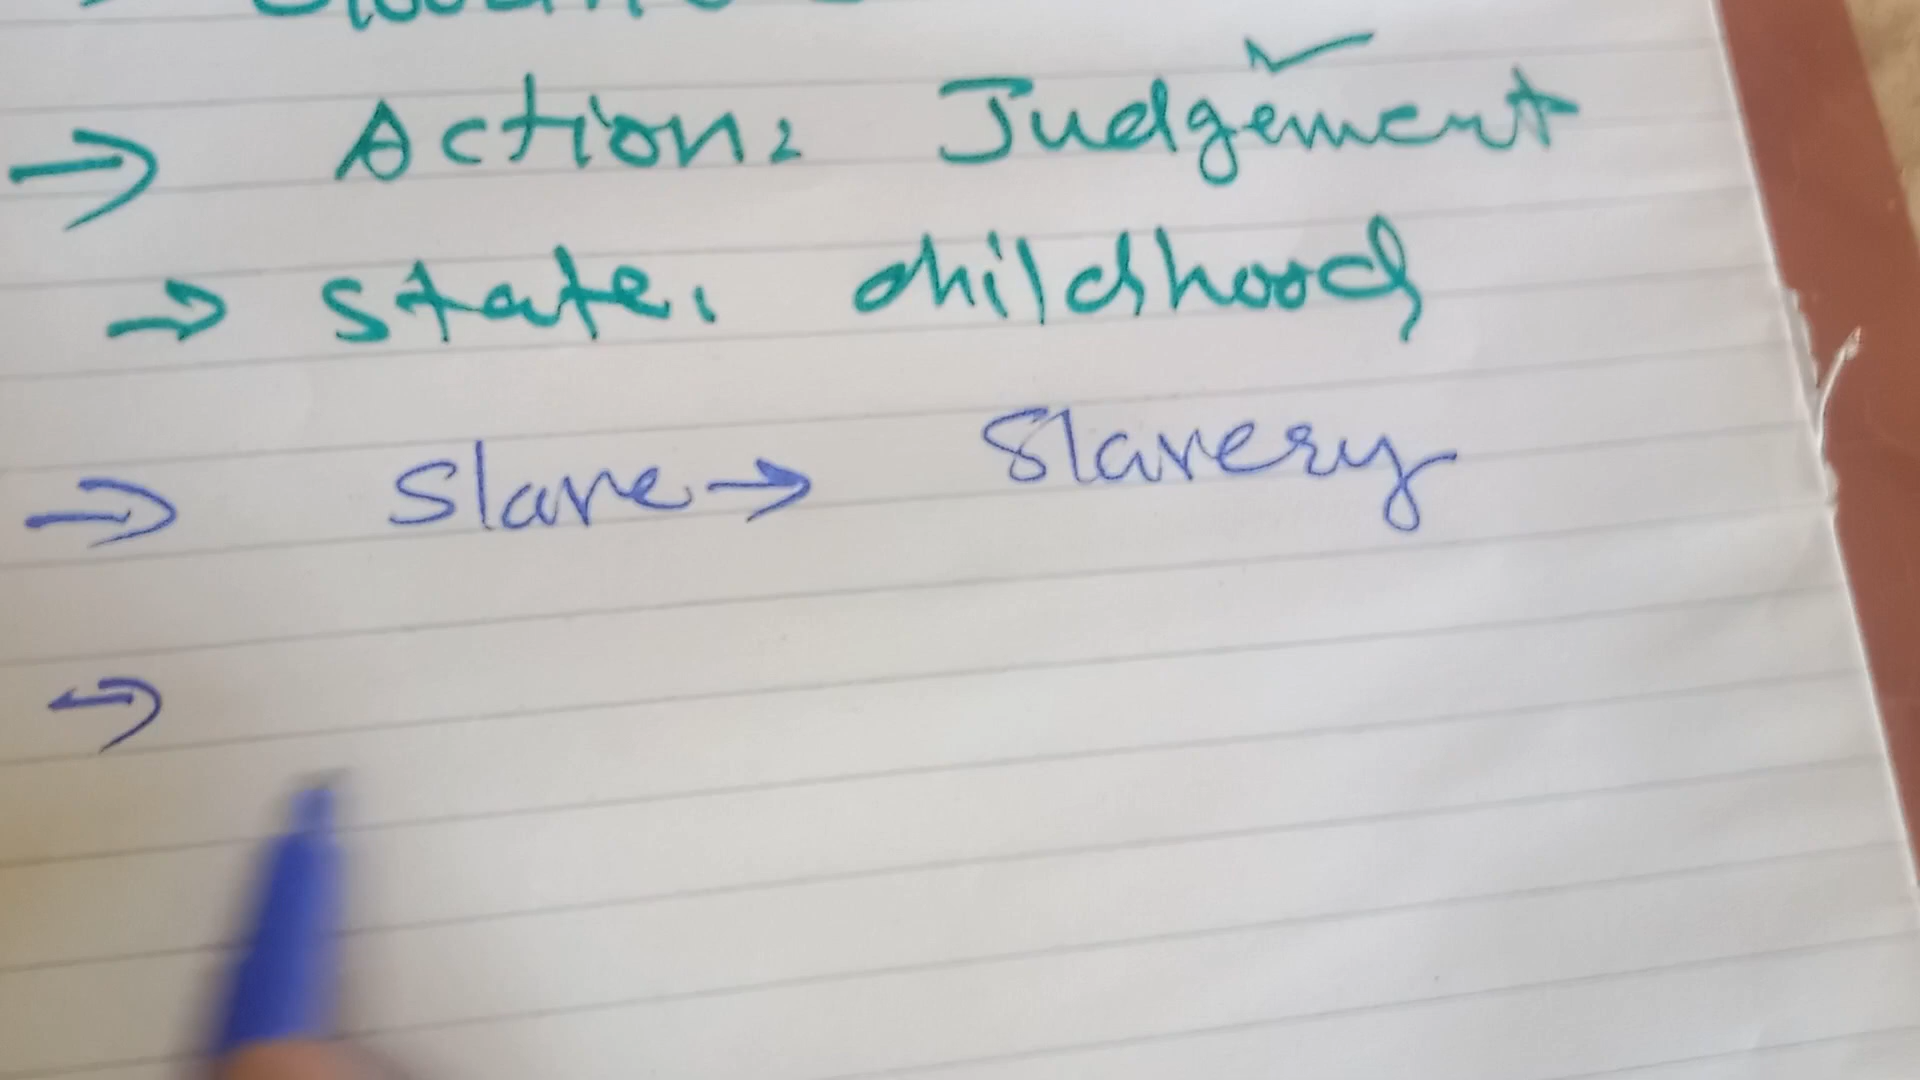 ⇒ Action: Judgement
⇒ State: childhood
⇒ Slave → Slavery
⇒